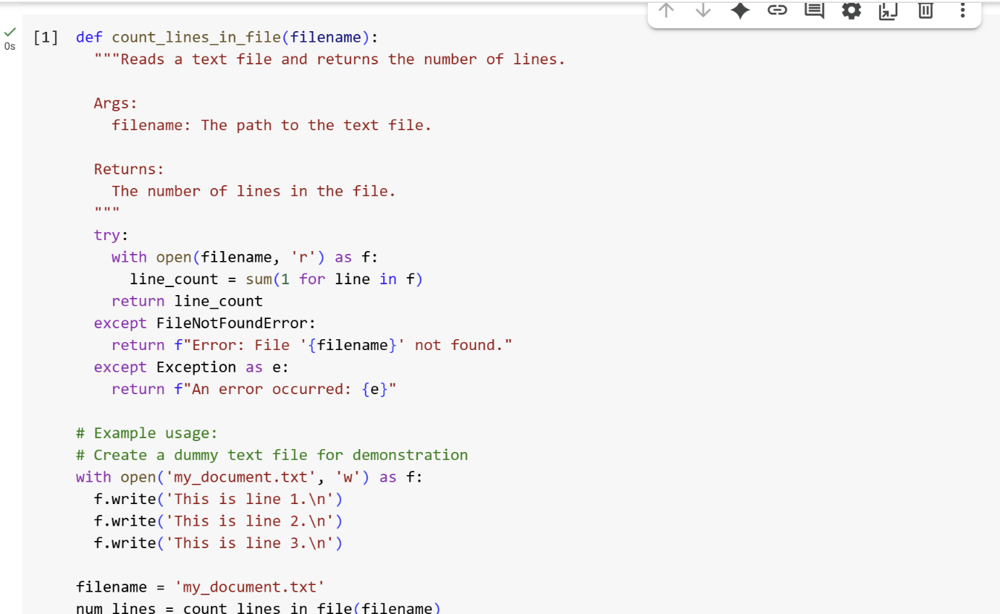 [1] def count_lines_in_file(filename):
0s
"""Reads a text file and returns the number of lines.
Args:
filename: The path to the text file.
Returns:
The number of lines in the file.
"""
try:
with open(filename, 'r') as f:
line_count = sum(1 for line in f)
return line_count
except FileNotFoundError:
return f"Error: File '{filename}' not found."
except Exception as e:
return f"An error occurred: {e}"
# Example usage:
# Create a dummy text file for demonstration
with open('my_document.txt', 'w') as f:
f.write('This is line 1.\n')
f.write('This is line 2.\n')
f.write('This is line 3.\n')
filename = 'my_document.txt'
num_lines = count_lines_in_file(filename)